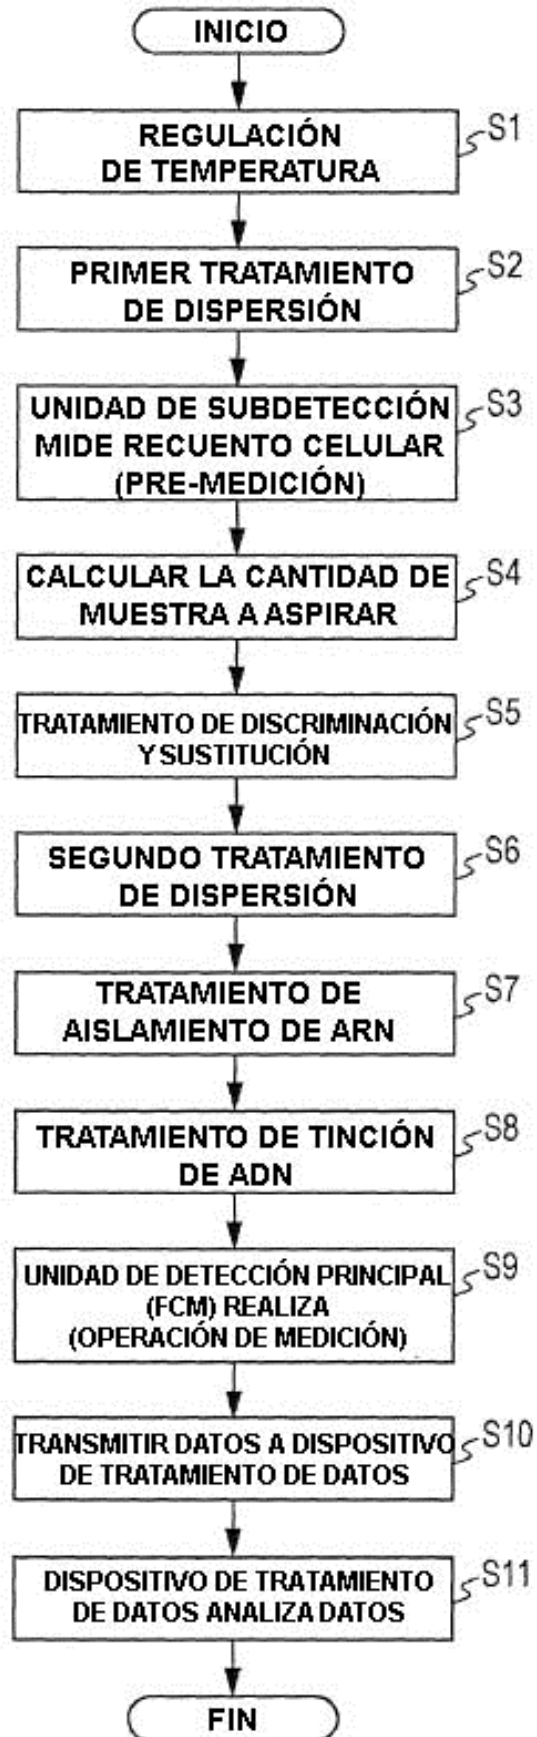 INICIO
REGULACIÓN
DE TEMPERATURA
S1
PRIMER TRATAMIENTO
DE DISPERSIÓN
S2
UNIDAD DE SUBDETECCIÓN
MIDE RECUENTO CELULAR
(PRE-MEDICIÓN)
S3
CALCULAR LA CANTIDAD DE
MUESTRA A ASPIRAR
S4
TRATAMIENTO DE DISCRIMINACIÓN
Y SUSTITUCIÓN
S5
SEGUNDO TRATAMIENTO
DE DISPERSIÓN
S6
TRATAMIENTO DE
AISLAMIENTO DE ARN
S7
TRATAMIENTO DE TINCIÓN
DE ADN
S8
UNIDAD DE DETECCIÓN PRINCIPAL
(FCM) REALIZA
(OPERACIÓN DE MEDICIÓN)
S9
TRANSMITIR DATOS A DISPOSITIVO
DE TRATAMIENTO DE DATOS
S10
DISPOSITIVO DE TRATAMIENTO
DE DATOS ANALIZA DATOS
S11
FIN